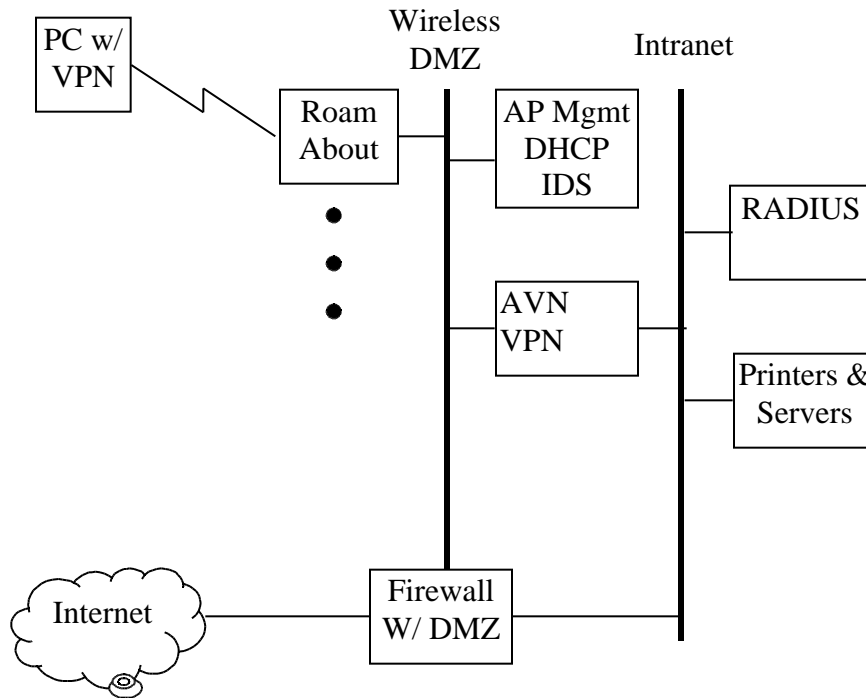 PC w/
VPN
Wireless
DMZ
Intranet
Roam
About
AP Mgmt
DHCP
IDS
RADIUS
AVN
VPN
Printers &
Servers
Internet
Firewall
W/ DMZ